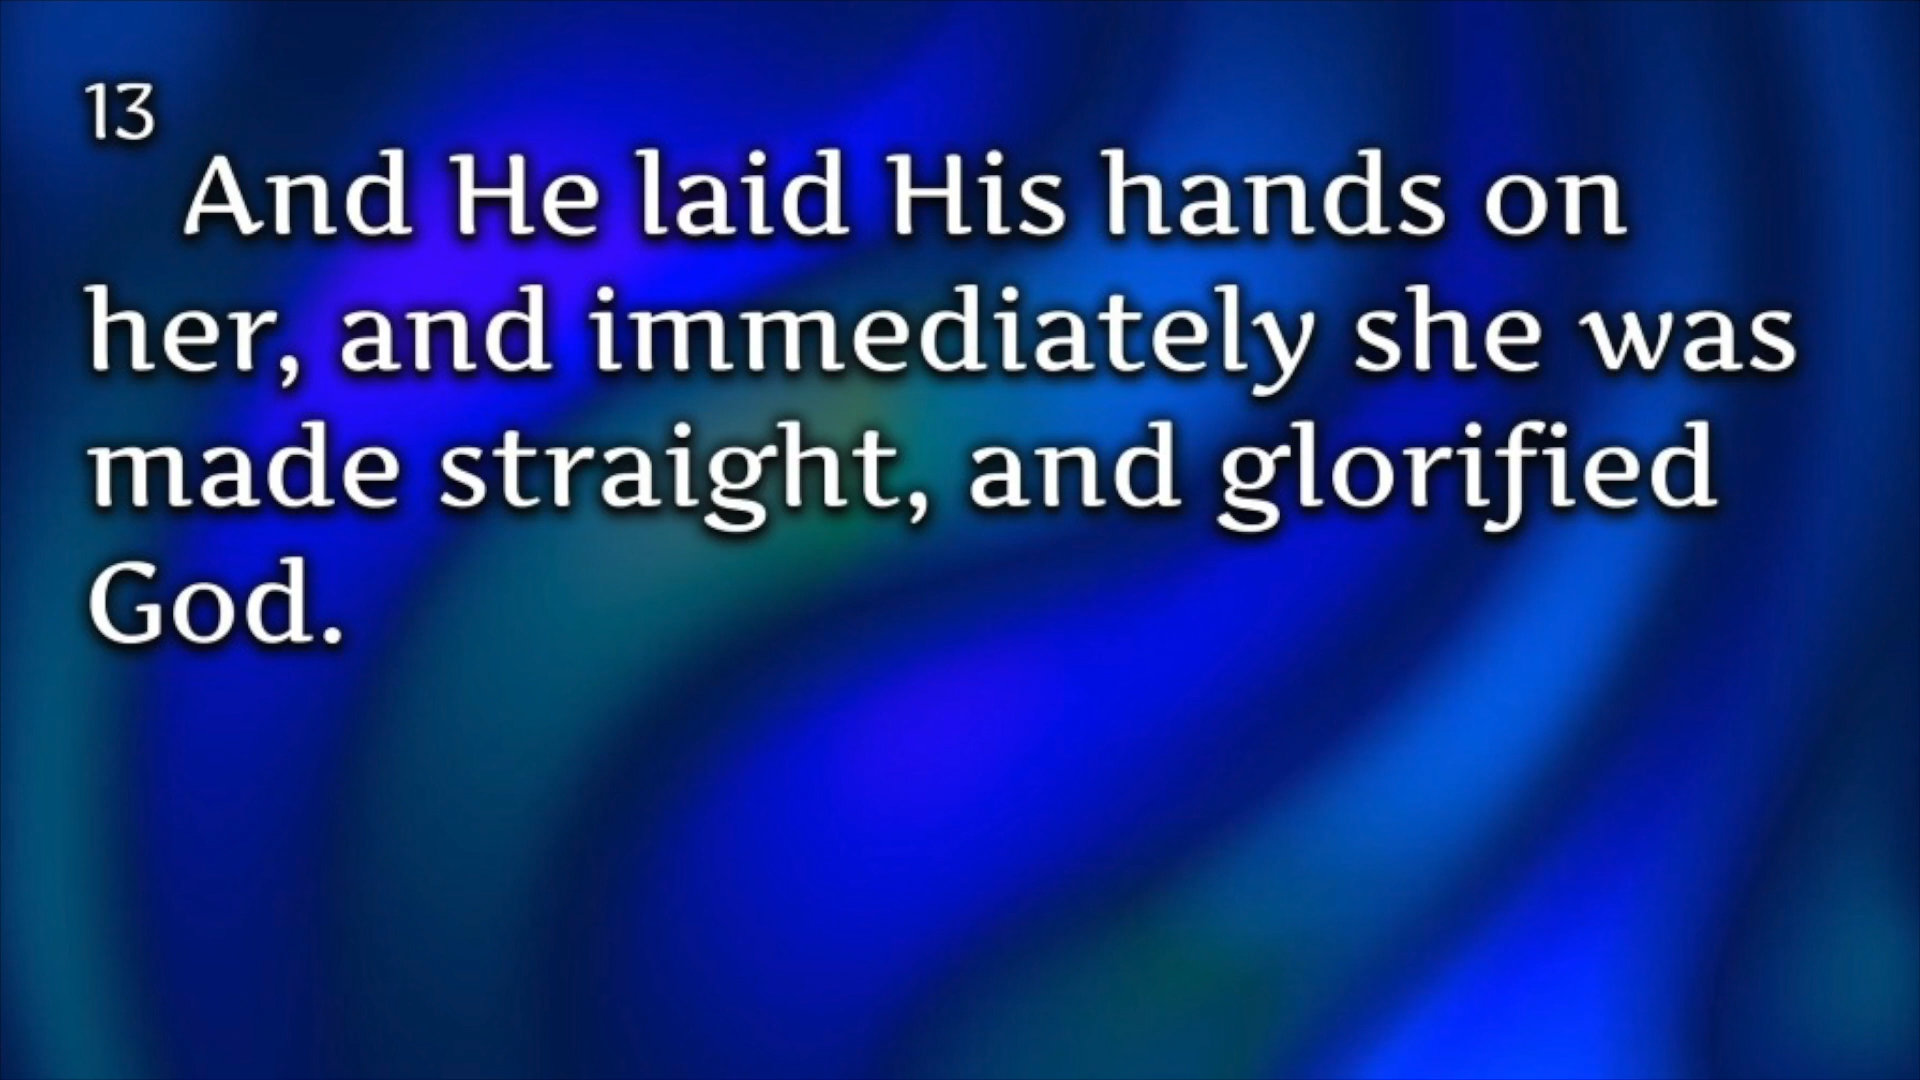 13
And He laid His hands on
her, and immediately she was
made straight, and glorified
God.